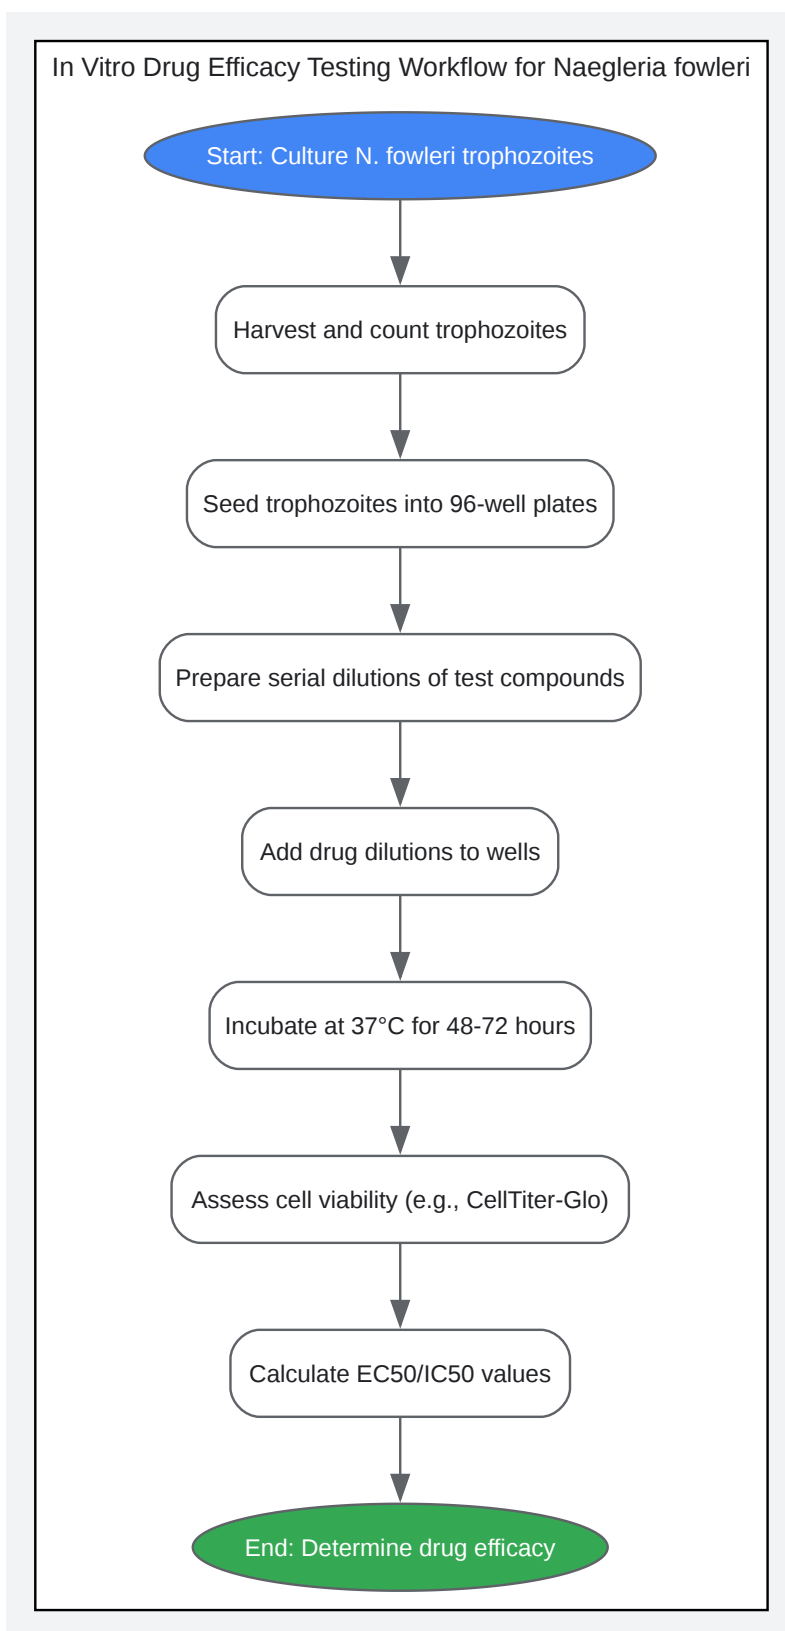 In Vitro Drug Efficacy Testing Workflow for Naegleria fowleri
Start: Culture N. fowleri trophozoites
Harvest and count trophozoites
Seed trophozoites into 96-well plates
Prepare serial dilutions of test compounds
Add drug dilutions to wells
Incubate at 37°C for 48-72 hours
Assess cell viability (e.g., CellTiter-Glo)
Calculate EC50/IC50 values
End: Determine drug efficacy